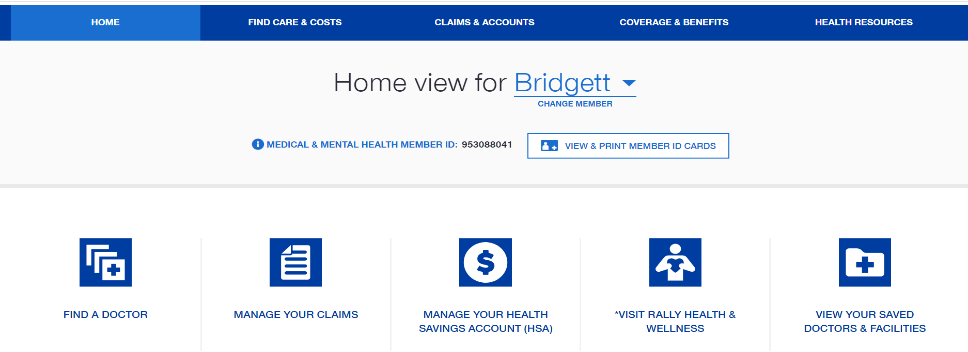 HOME FIND CARE & COSTS CLAIMS & ACCOUNTS COVERAGE & BENEFITS HEALTH RESOURCES
Home view for Bridgett
CHANGE MEMBER
i MEDICAL & MENTAL HEALTH MEMBER ID: 953088041 VIEW & PRINT MEMBER ID CARDS
$
FIND A DOCTOR
MANAGE YOUR CLAIMS
MANAGE YOUR HEALTH
SAVINGS ACCOUNT (HSA)
*VISIT RALLY HEALTH &
WELLNESS
VIEW YOUR SAVED
DOCTORS & FACILITIES